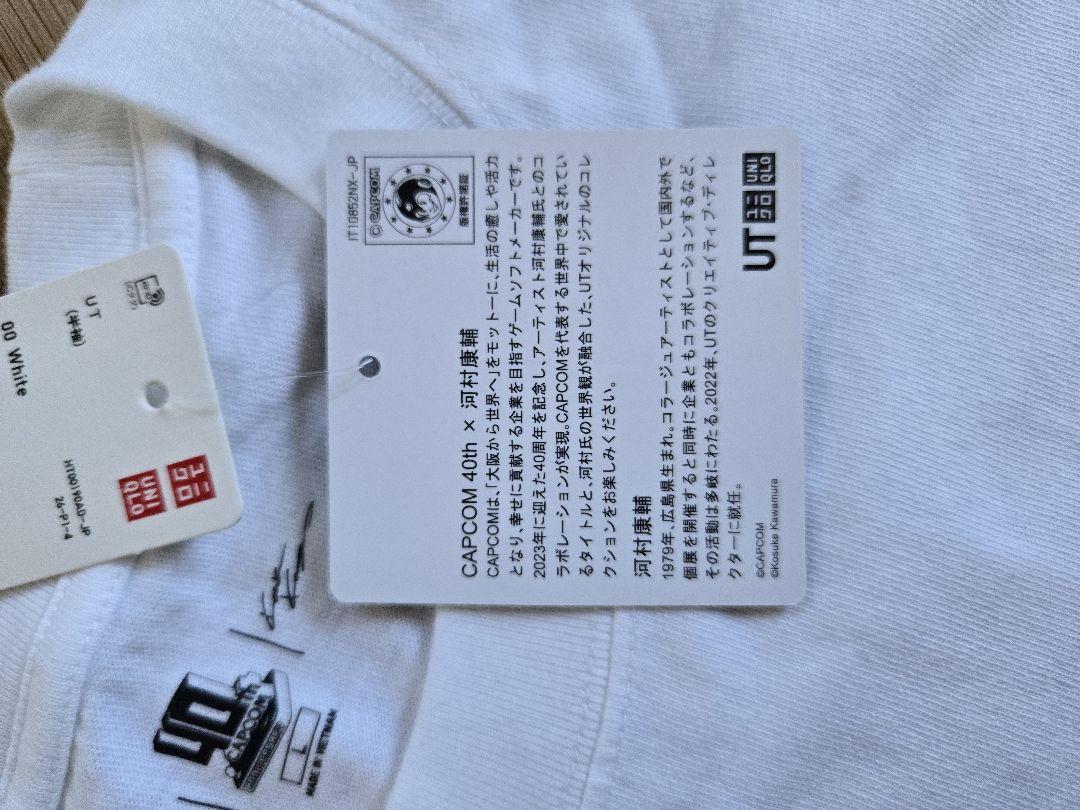 IT10852NX-JP
©CAPCOM
版権許諾証
CAPCOM 40th × 河村康輔
CAPCOMは、「大阪から世界へ」をモットーに、生活の癒しや活力
となり、幸せに貢献する企業を目指すゲームソフトメーカーです。
2023年に迎えた40周年を記念し、アーティスト河村康輔氏とのコ
ラボレーションが実現。CAPCOMを代表する世界中で愛されてい
るタイトルと、河村氏の世界観が融合した、UTオリジナルのコレ
クションをお楽しみください。
河村康輔
1979年、広島県生まれ。コラージュアーティストとして国内外で
個展を開催すると同時に企業ともコラボレーションするなど、
その活動は多岐にわたる。2022年、UTのクリエイティブ・ディレ
クターに就任。
©CAPCOM
©Kosuke Kawamura
UT
ユニ
クロ
UNI
QLO
UT
(半袖)
00 White
HT00190AD-JP
26-P1-4
ユニ
クロ
UNI
QLO
40th
CAPCOM
L
MADE IN VIETNAM